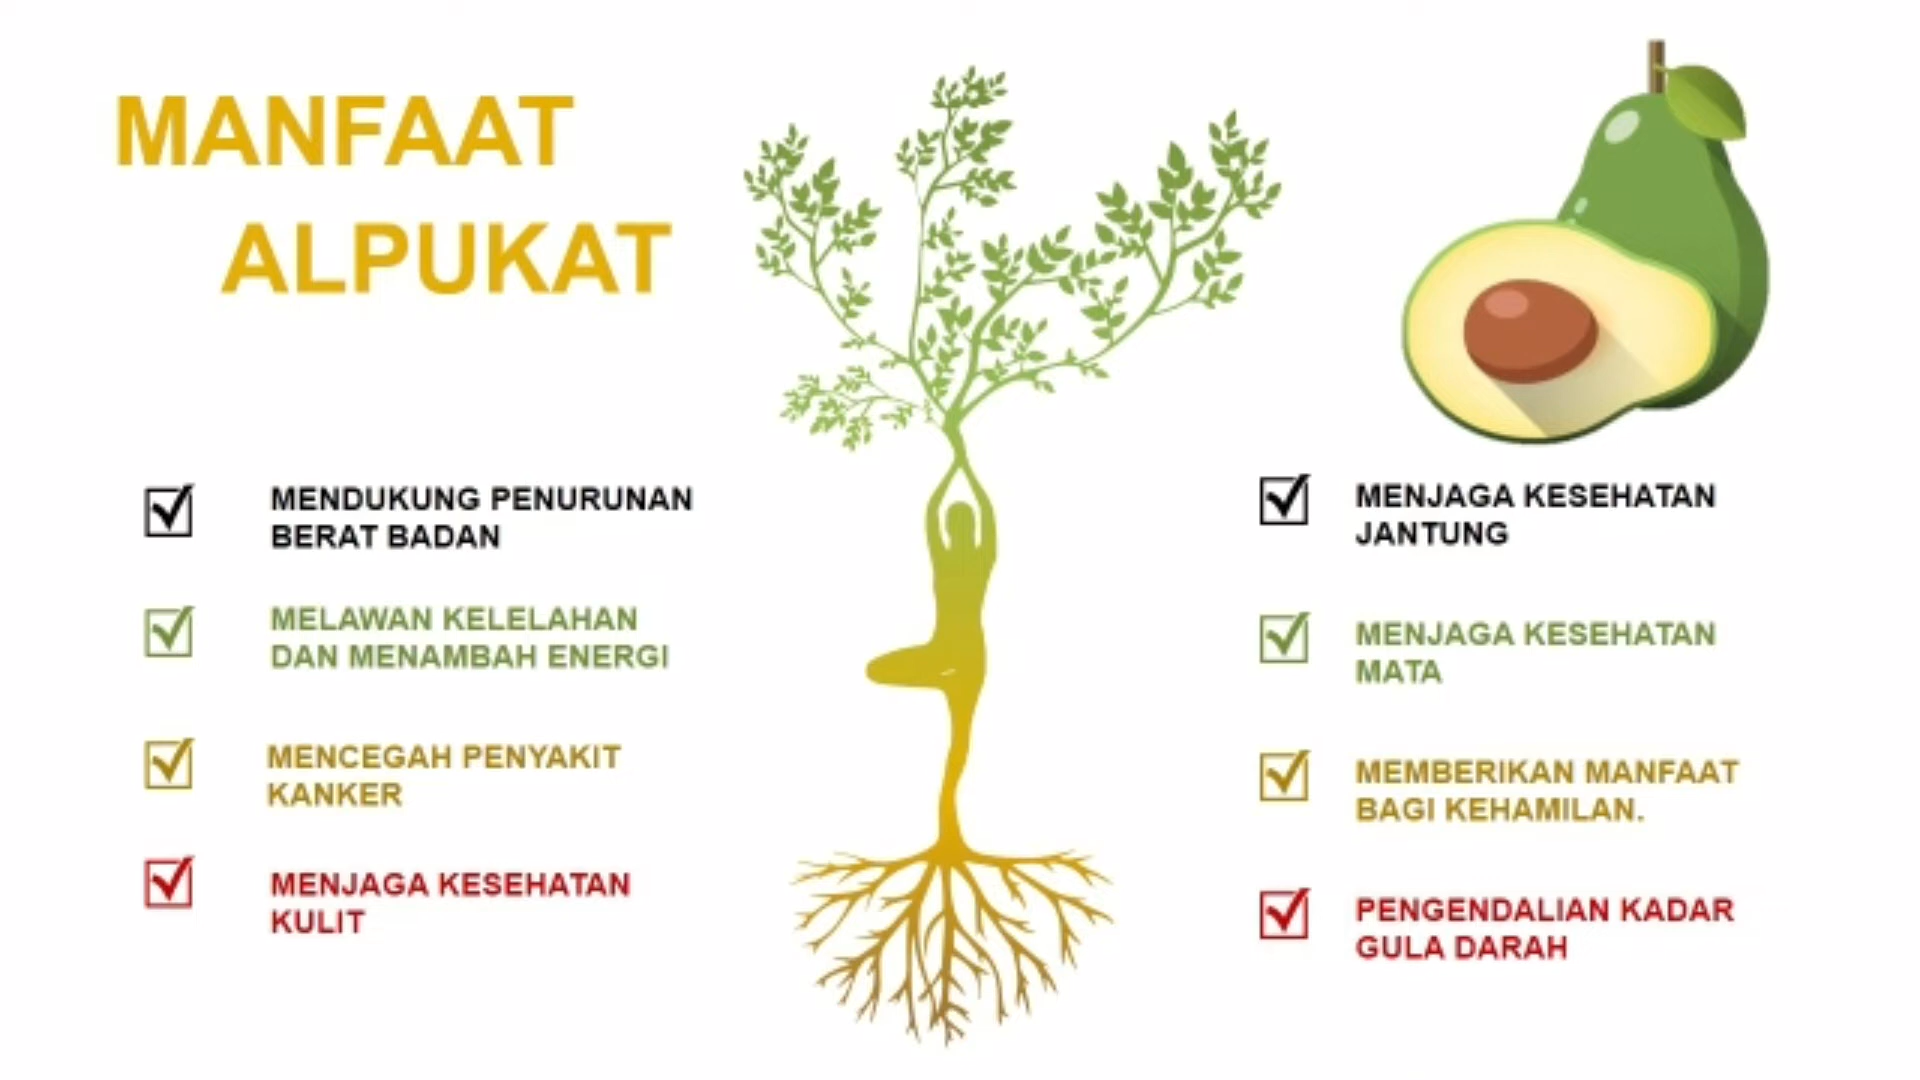 MANFAAT
ALPUKAT
MENDUKUNG PENURUNAN
BERAT BADAN
MELAWAN KELELAHAN
DAN MENAMBAH ENERGI
MENCEGAH PENYAKIT
KANKER
MENJAGA KESEHATAN
KULIT
MENJAGA KESEHATAN
JANTUNG
MENJAGA KESEHATAN
MATA
MEMBERIKAN MANFAAT
BAGI KEHAMILAN.
PENGENDALIAN KADAR
GULA DARAH